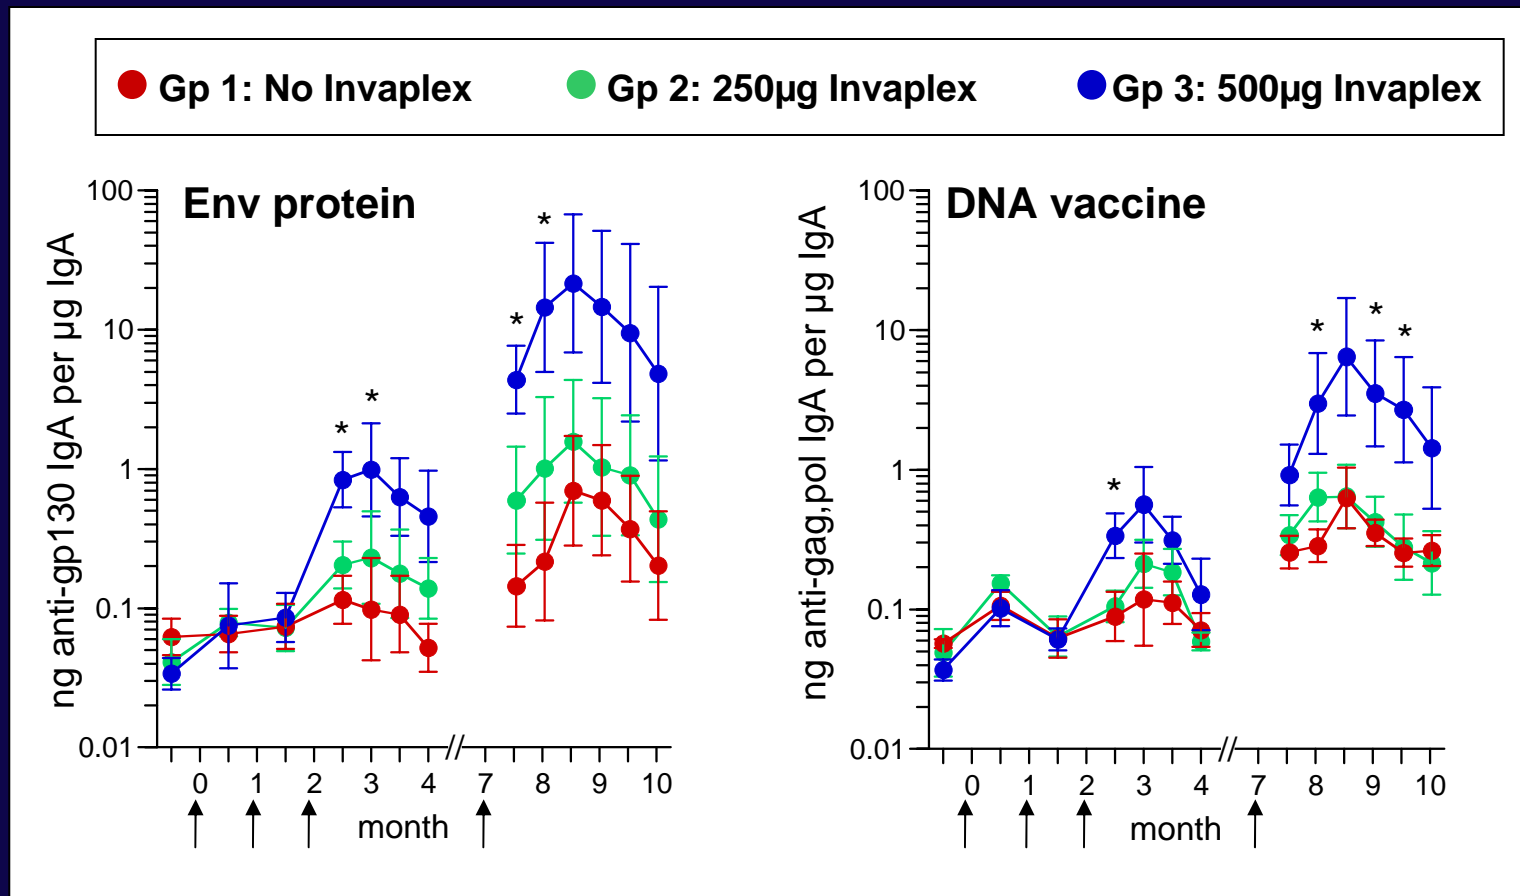 Gp 1: No Invaplex Gp 2: 250µg Invaplex Gp 3: 500µg Invaplex
Env protein
ng anti-gp130 IgA per µg IgA
100
10
1
0.1
0.01
* * * *
0 1 2 3 4 // 7 8 9 10
month
DNA vaccine
ng anti-gag,pol IgA per µg IgA
100
10
1
0.1
0.01
* * * *
0 1 2 3 4 // 7 8 9 10
month